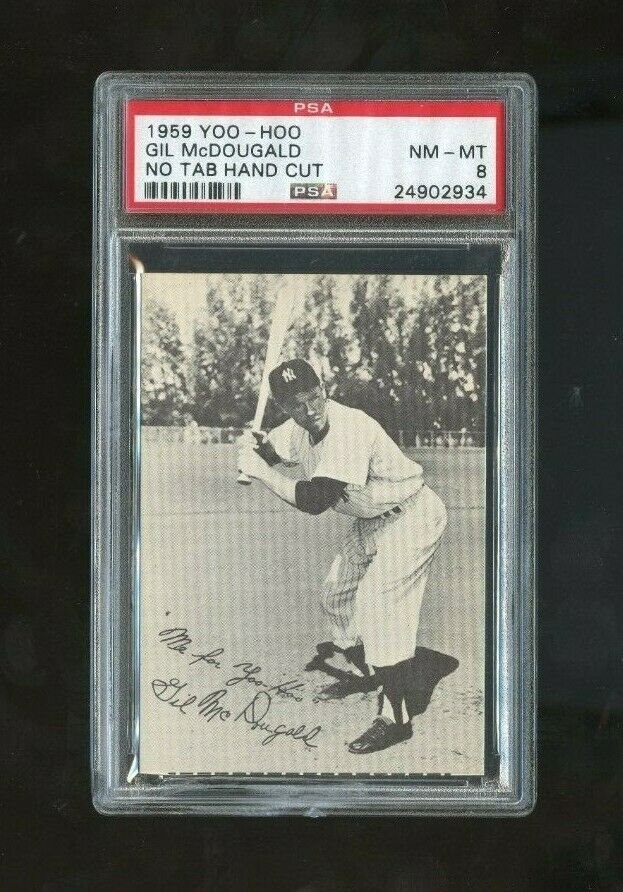 PSA
1959 YOO-HOO
GIL McDOUGALD NM - MT
NO TAB HAND CUT 8
PSA 24902934
NY
"Me for Yoo-Hoo"
Gil McDougald